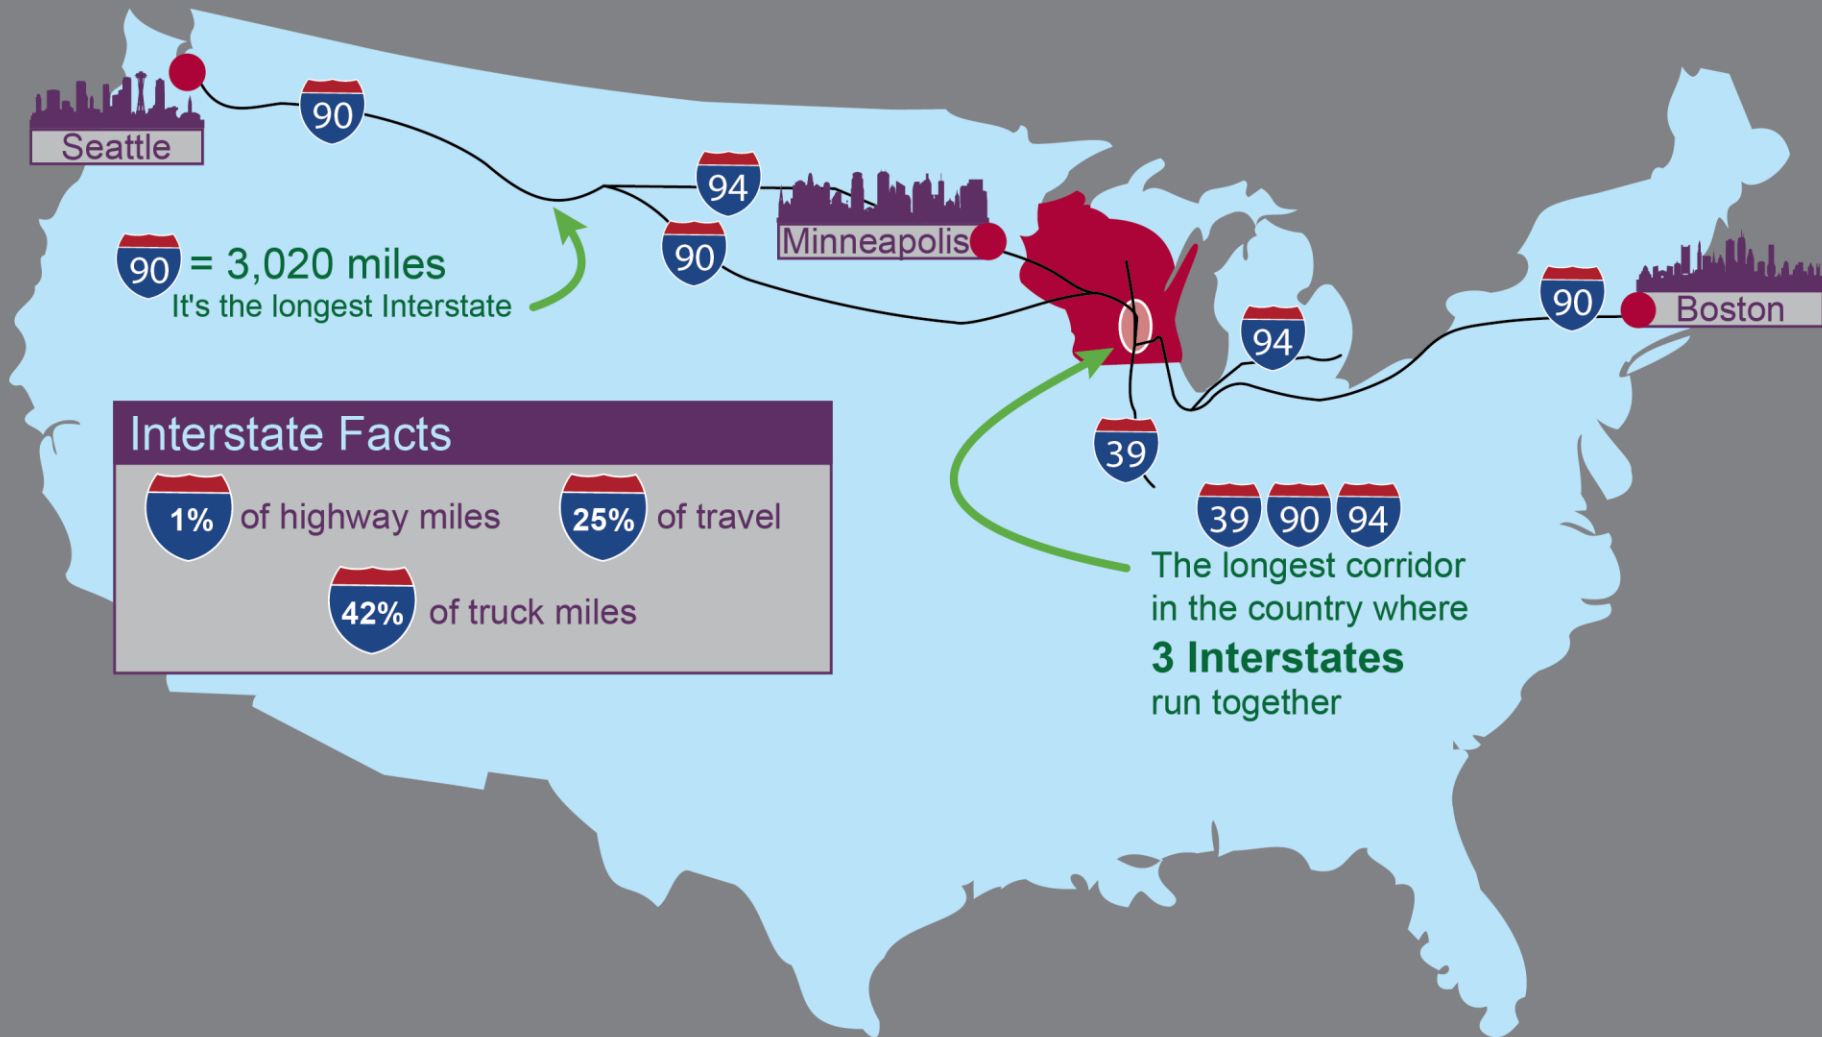 90
Seattle
94
Minneapolis
90
90 = 3,020 miles
It's the longest Interstate
90
Boston
94
39
Interstate Facts
1% of highway miles
25% of travel
42% of truck miles
39 90 94
The longest corridor
in the country where
3 Interstates
run together